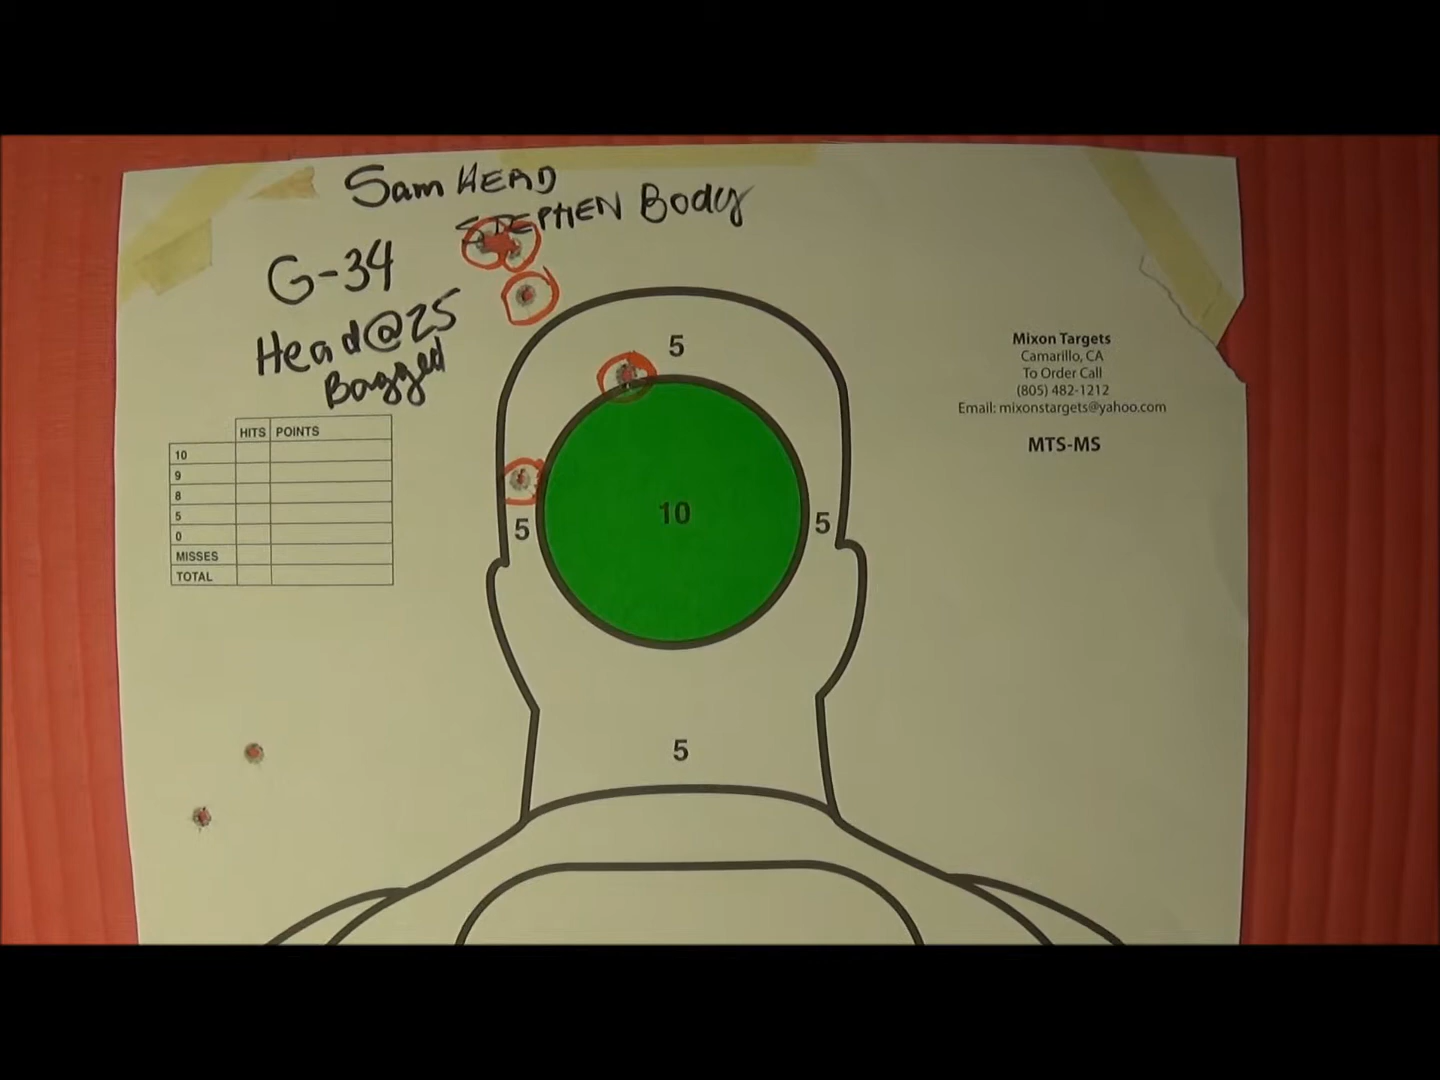 Sam HEAD
STEPHEN Body
G-34
Head@25
Bagged
5
Mixon Targets
Camarillo, CA
To Order Call
(805) 482-1212
Email: mixonstargets@yahoo.com
MTS-MS
HITS POINTS
10
9
8
5
0
MISSES
TOTAL
5
10
5
5